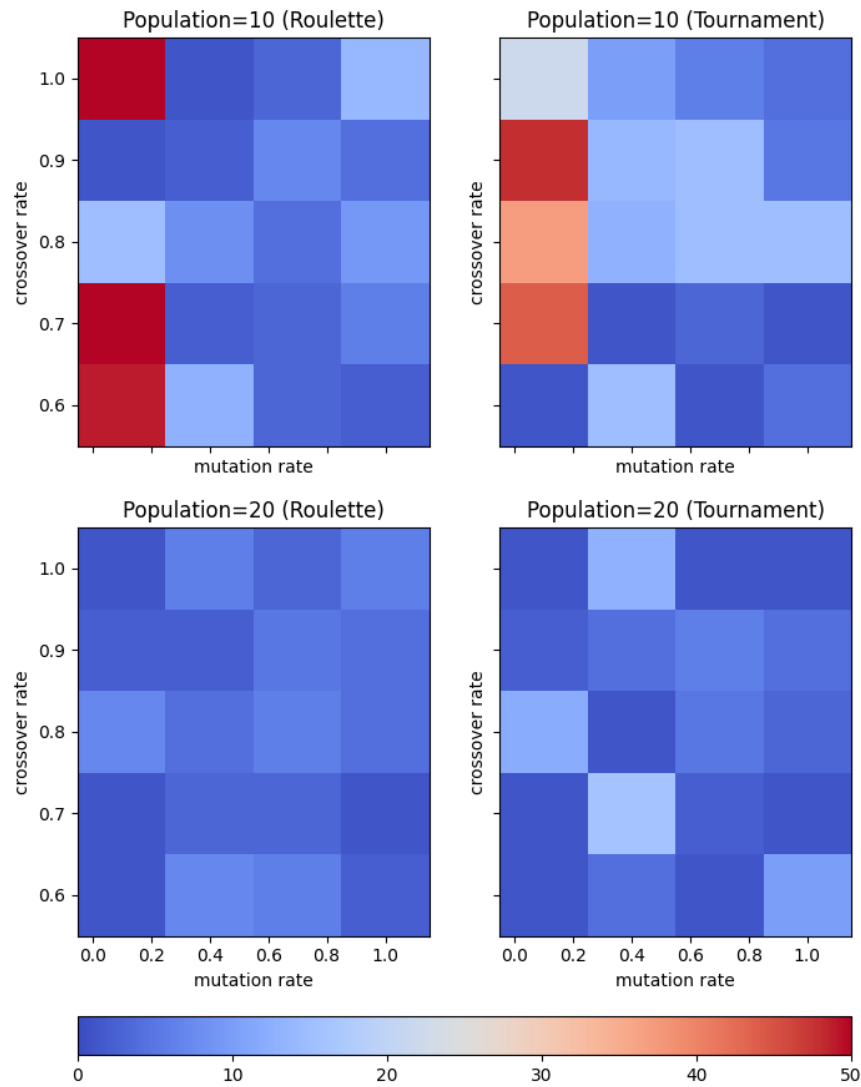 Population=10 (Roulette)
Population=10 (Tournament)
crossover rate
1.0
0.9
0.8
0.7
0.6
mutation rate
crossover rate
mutation rate
Population=20 (Roulette)
Population=20 (Tournament)
crossover rate
1.0
0.9
0.8
0.7
0.6
0.0 0.2 0.4 0.6 0.8 1.0
mutation rate
crossover rate
0.0 0.2 0.4 0.6 0.8 1.0
mutation rate
0 10 20 30 40 50